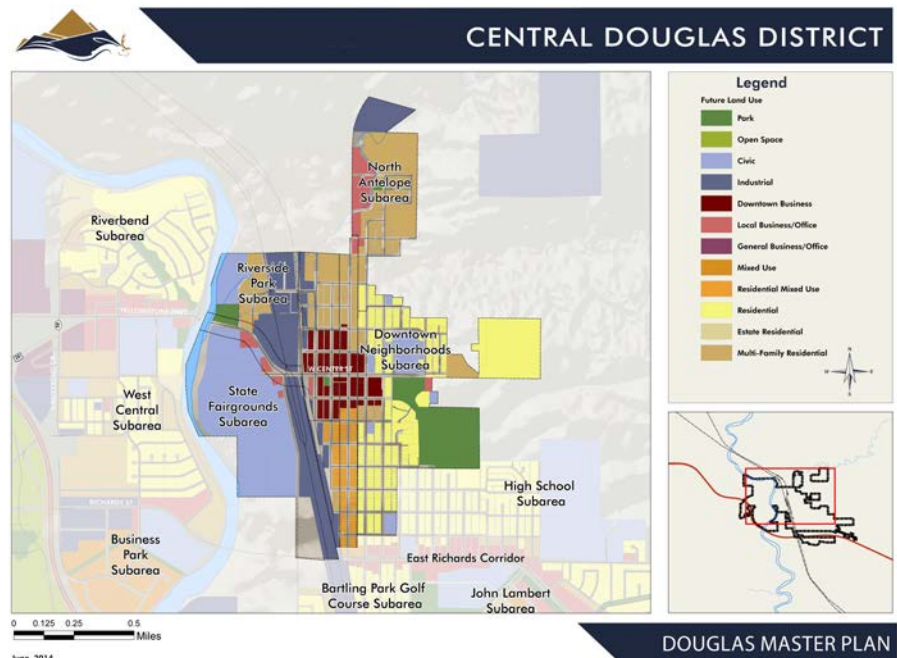 CENTRAL DOUGLAS DISTRICT
Legend
Future Land Use
Park
Open Space
Civic
Industrial
Downtown Business
Local Business/Office
General Business/Office
Mixed Use
Residential Mixed Use
Residential
Estate Residential
Multi-Family Residential
North
Antelope
Subarea
Riverbend
Subarea
Riverside
Park
Subarea
YELLOWSTONE HWY
Downtown
Neighborhoods
Subarea
W CENTER ST
State
Fairgrounds
Subarea
West
Central
Subarea
High School
Subarea
RICHARDS ST
Business
Park
Subarea
East Richards Corridor
Bartling Park Golf
Course Subarea
John Lambert
Subarea
N
W
E
S
0 0.125 0.25 0.5
Miles
June, 2014
DOUGLAS MASTER PLAN